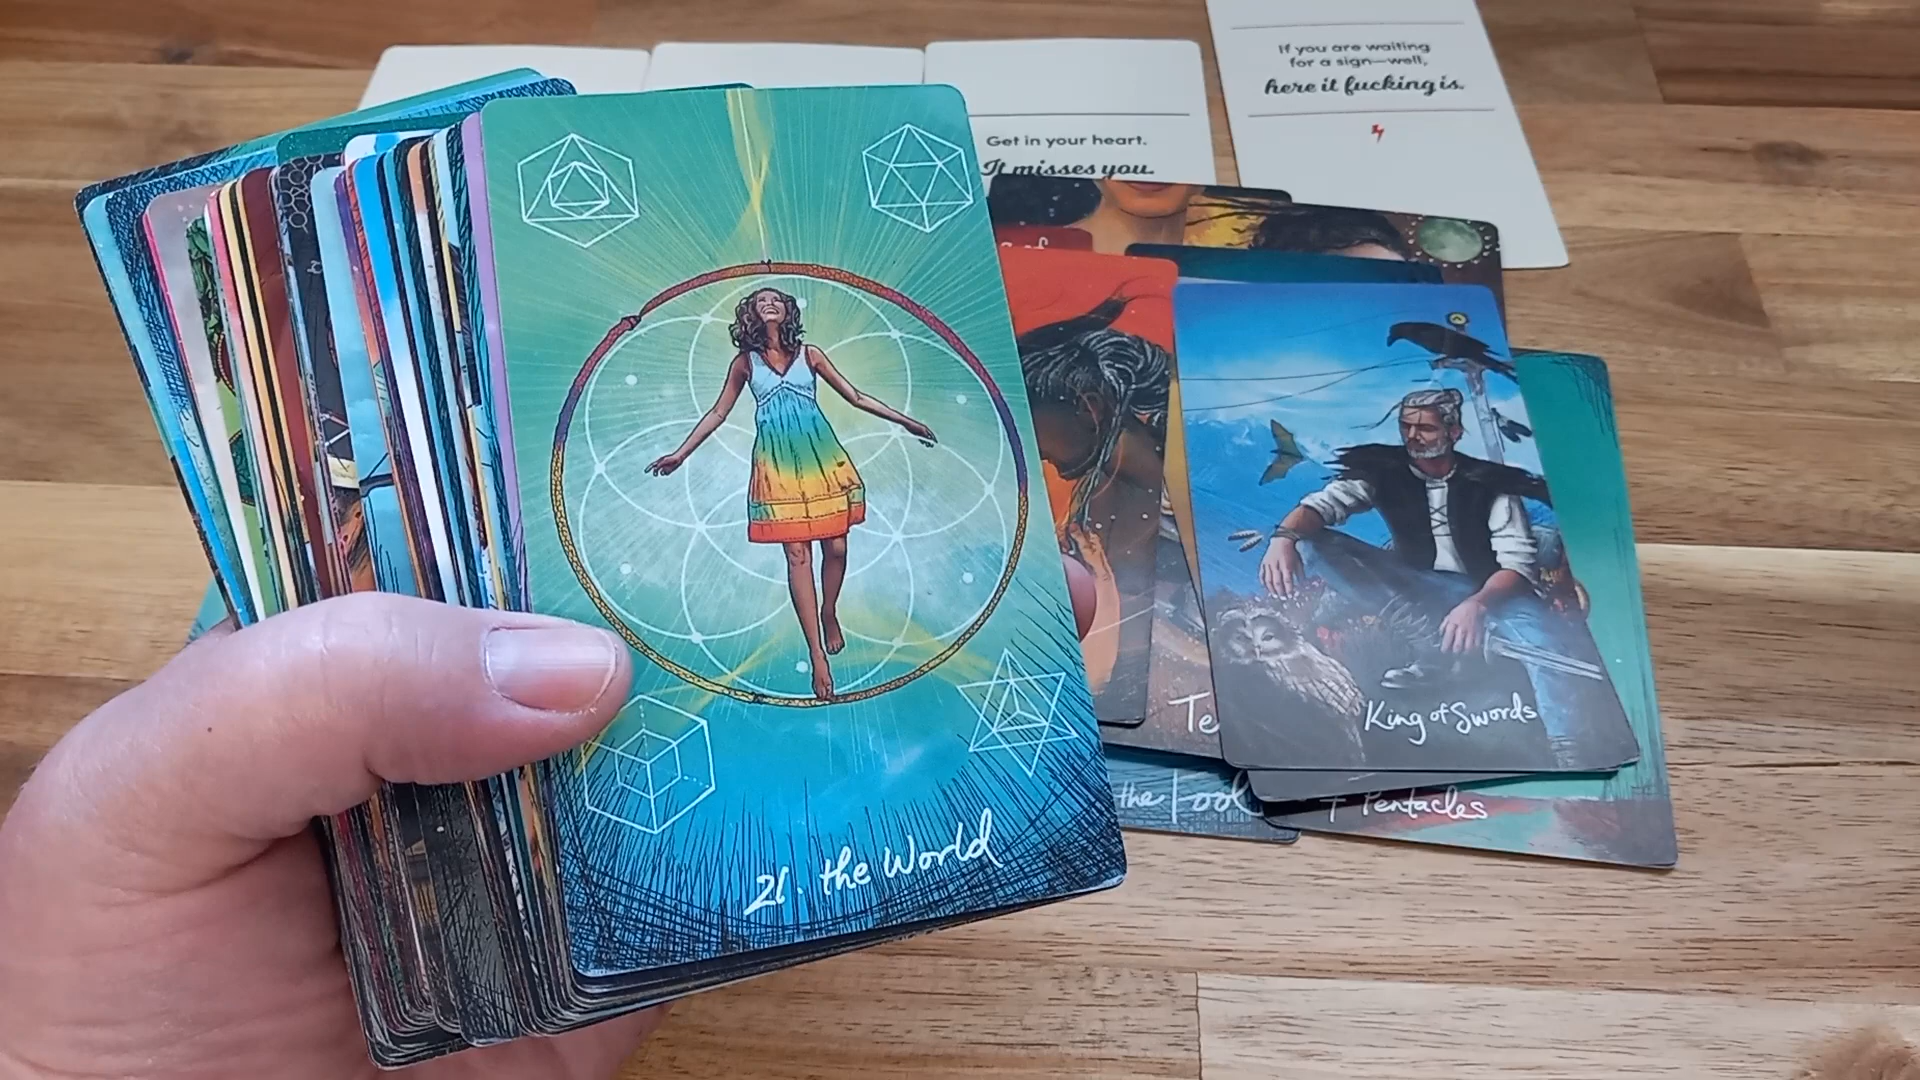 If you are waiting
for a sign—well,
here it fucking is.
Get in your heart.
It misses you.
King of Swords
the Fool
Pentacles
21. the World